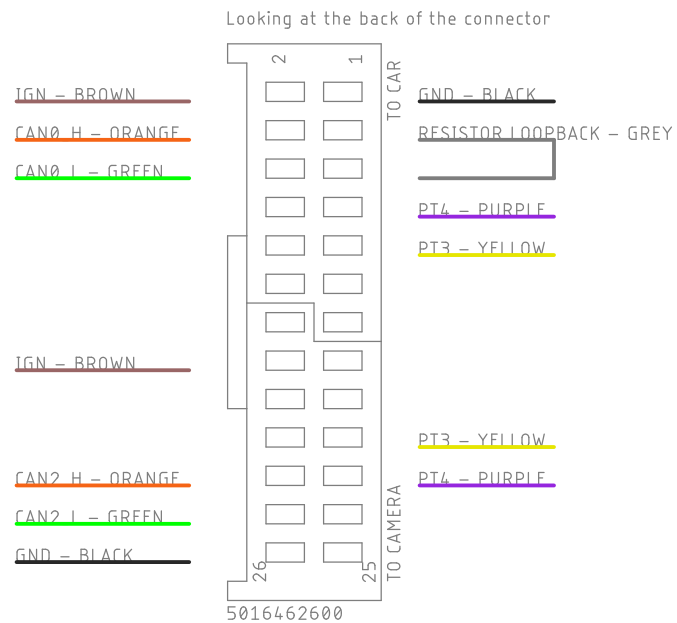 Looking at the back of the connector
2
1
TO CAR
IGN - BROWN
GND - BLACK
CAN0 H - ORANGE
RESISTOR LOOPBACK - GREY
CAN0 L - GREEN
PT4 - PURPLE
PT3 - YELLOW
IGN - BROWN
PT3 - YELLOW
CAN2 H - ORANGE
PT4 - PURPLE
CAN2 L - GREEN
TO CAMERA
GND - BLACK
26
25
5016462600